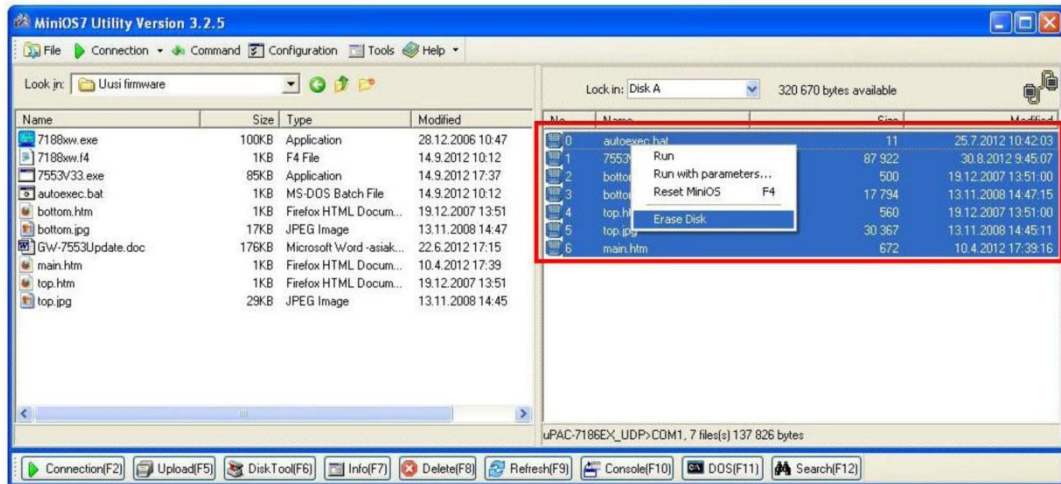 MiniOS7 Utility Version 3.2.5
File Connection Command Configuration Tools Help
Look in: Uusi firmware
Name Size Type Modified
7188xw.exe 100KB Application 28.12.2006 10:47
7188xw.f4 1KB F4 File 14.9.2012 10:12
7553V33.exe 85KB Application 14.9.2012 17:37
autoexec.bat 1KB MS-DOS Batch File 14.9.2012 10:12
bottom.htm 1KB Firefox HTML Docum... 19.12.2007 13:51
bottom.jpg 17KB JPEG Image 13.11.2008 14:47
GW-7553Update.doc 176KB Microsoft Word -asiak... 22.6.2012 17:15
main.htm 1KB Firefox HTML Docum... 10.4.2012 17:39
top.htm 1KB Firefox HTML Docum... 19.12.2007 13:51
top.jpg 29KB JPEG Image 13.11.2008 14:45
Lock in: Disk A 320 670 bytes available
No Name Size Modified
0 autoexec.bat 11 25.7.2012 10:42:03
1 7553V 87 922 30.8.2012 9:45:07
2 botto 500 19.12.2007 13:51:00
3 botto 17 794 13.11.2008 14:47:15
4 top.h 560 19.12.2007 13:51:00
5 top.jpg 30 367 13.11.2008 14:45:11
6 main.htm 672 10.4.2012 17:39:16
Run
Run with parameters...
Reset MiniOS F4
Erase Disk
uPAC-7186EX_UDP>COM1, 7 files(s) 137 826 bytes
Connection(F2) Upload(F5) DiskTool(F6) Info(F7) Delete(F8) Refresh(F9) Console(F10) DOS(F11) Search(F12)